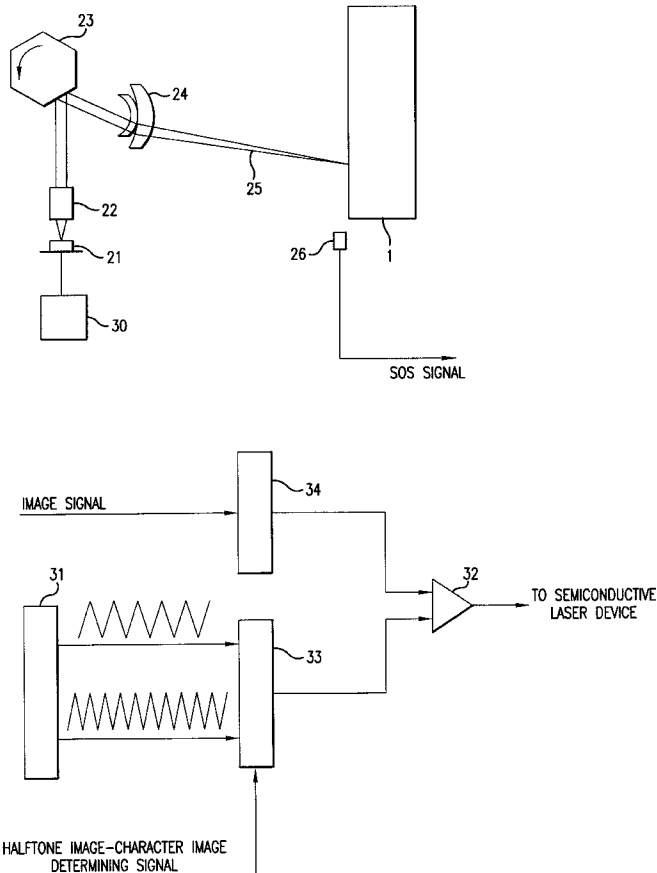 23
24
25
22
21
26
1
30
SOS SIGNAL
34
IMAGE SIGNAL
31
32
TO SEMICONDUCTIVE
LASER DEVICE
33
HALFTONE IMAGE-CHARACTER IMAGE
DETERMINING SIGNAL